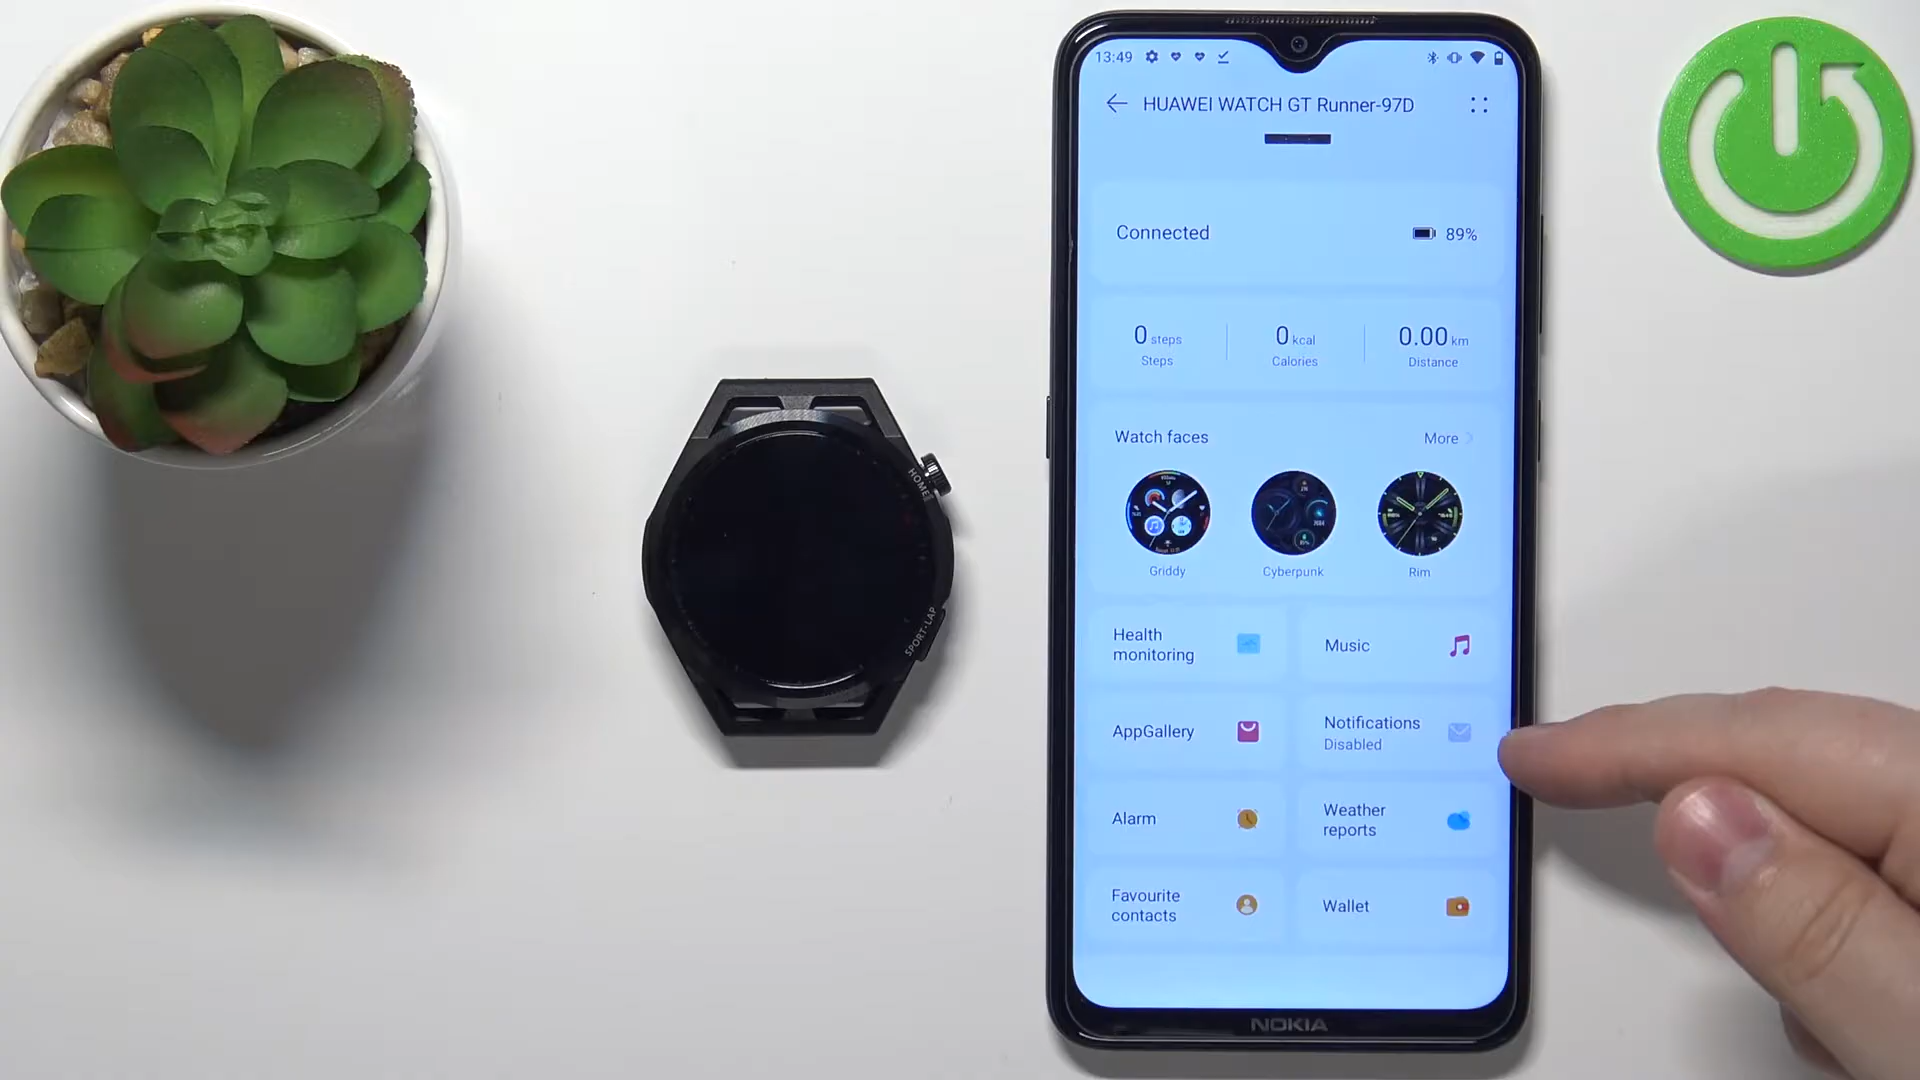 13:49
HUAWEI WATCH GT Runner-97D
Connected
89%
0 steps
Steps
0 kcal
Calories
0.00 km
Distance
Watch faces
More
Griddy
Cyberpunk
Rim
Health
monitoring
Music
AppGallery
Notifications
Disabled
Alarm
Weather
reports
Favourite
contacts
Wallet
NOKIA
HOME
SPORT·LAP